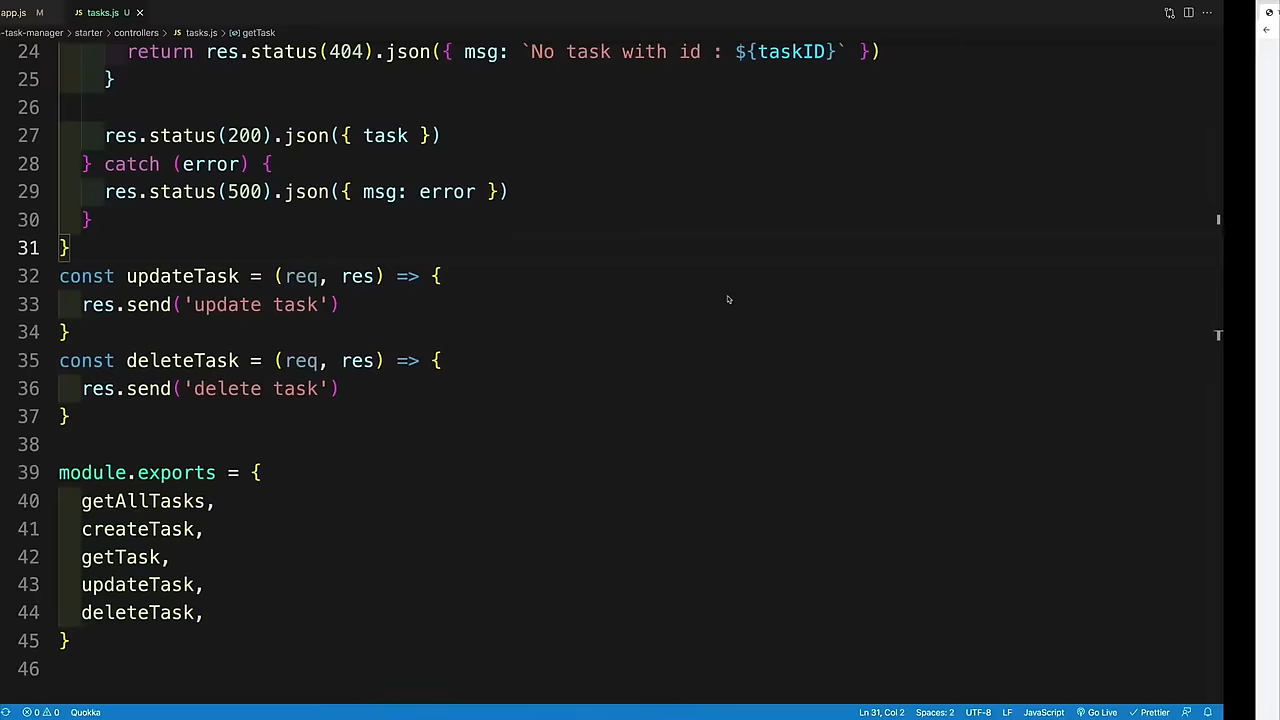 app.js M tasks.js U ×
-task-manager > starter > controllers > tasks.js > getTask
24 return res.status(404).json({ msg: `No task with id : ${taskID}` })
25 }
26
27 res.status(200).json({ task })
28 } catch (error) {
29 res.status(500).json({ msg: error })
30 }
31 }
32 const updateTask = (req, res) => {
33 res.send('update task')
34 }
35 const deleteTask = (req, res) => {
36 res.send('delete task')
37 }
38
39 module.exports = {
40 getAllTasks,
41 createTask,
42 getTask,
43 updateTask,
44 deleteTask,
45 }
46
0 0 Quokka Ln 31, Col 2 Spaces: 2 UTF-8 LF JavaScript Go Live Prettier